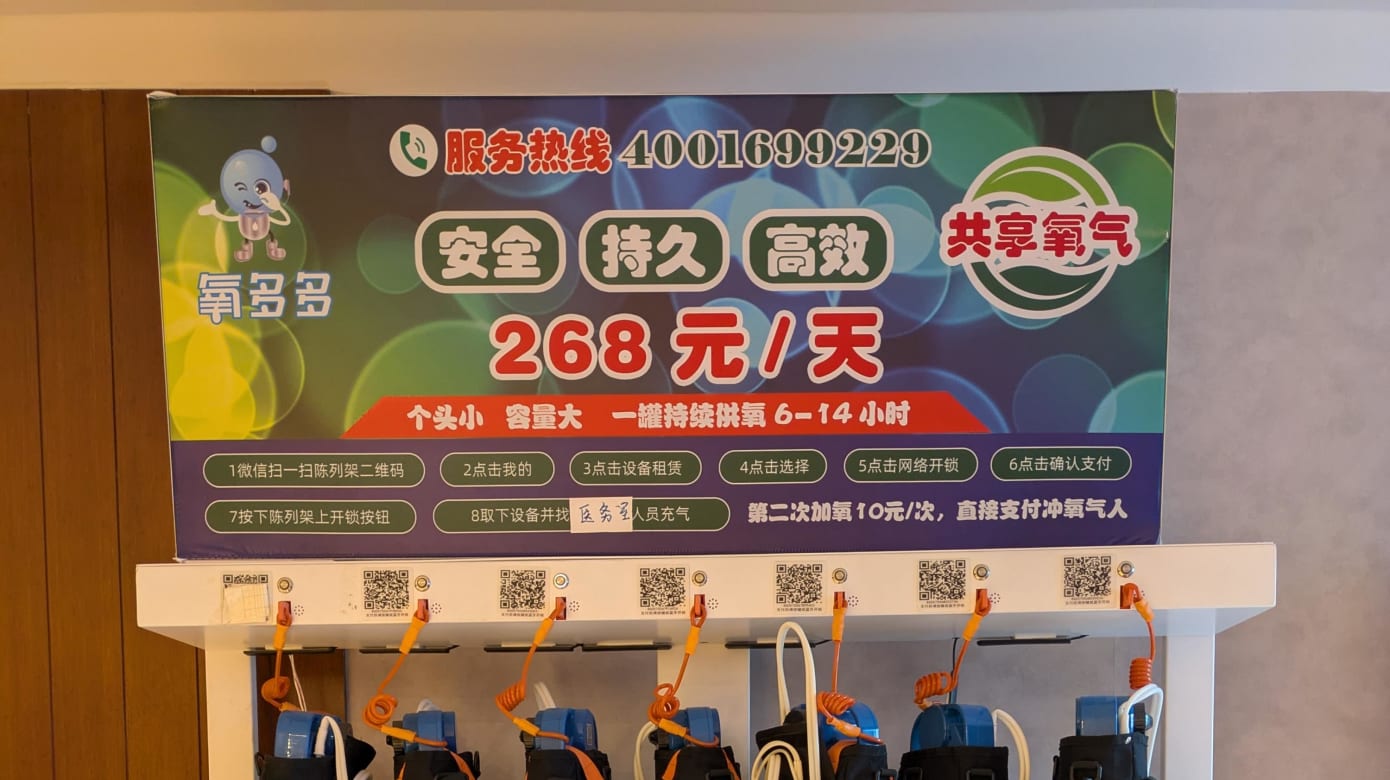 服务热线 4001699229
氧多多
安全 持久 高效
共享氧气
268 元/天
个头小 容量大 一罐持续供氧 6-14 小时
1微信扫一扫陈列架二维码 2点击我的 3点击设备租赁 4点击选择 5点击网络开锁 6点击确认支付
7按下陈列架上开锁按钮 8取下设备并找医务室人员充气 第二次加氧10元/次，直接支付冲氧气人